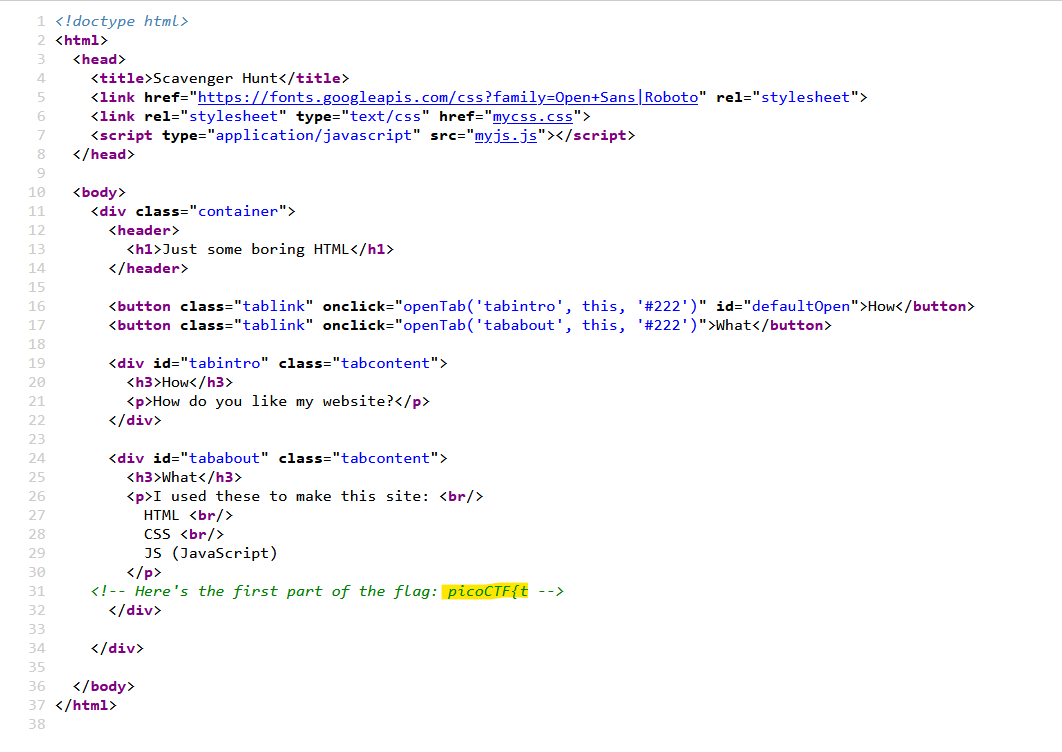 1 <!doctype html>
2 <html>
3 <head>
4 <title>Scavenger Hunt</title>
5 <link href="https://fonts.googleapis.com/css?family=Open+Sans|Roboto" rel="stylesheet">
6 <link rel="stylesheet" type="text/css" href="mycss.css">
7 <script type="application/javascript" src="myjs.js"></script>
8 </head>
9
10 <body>
11 <div class="container">
12 <header>
13 <h1>Just some boring HTML</h1>
14 </header>
15
16 <button class="tablink" onclick="openTab('tabintro', this, '#222')" id="defaultOpen">How</button>
17 <button class="tablink" onclick="openTab('tababout', this, '#222')">What</button>
18
19 <div id="tabintro" class="tabcontent">
20 <h3>How</h3>
21 <p>How do you like my website?</p>
22 </div>
23
24 <div id="tababout" class="tabcontent">
25 <h3>What</h3>
26 <p>I used these to make this site: <br/>
27 HTML <br/>
28 CSS <br/>
29 JS (JavaScript)
30 </p>
31 <!-- Here's the first part of the flag: picoCTF{t -->
32 </div>
33
34 </div>
35
36 </body>
37 </html>
38